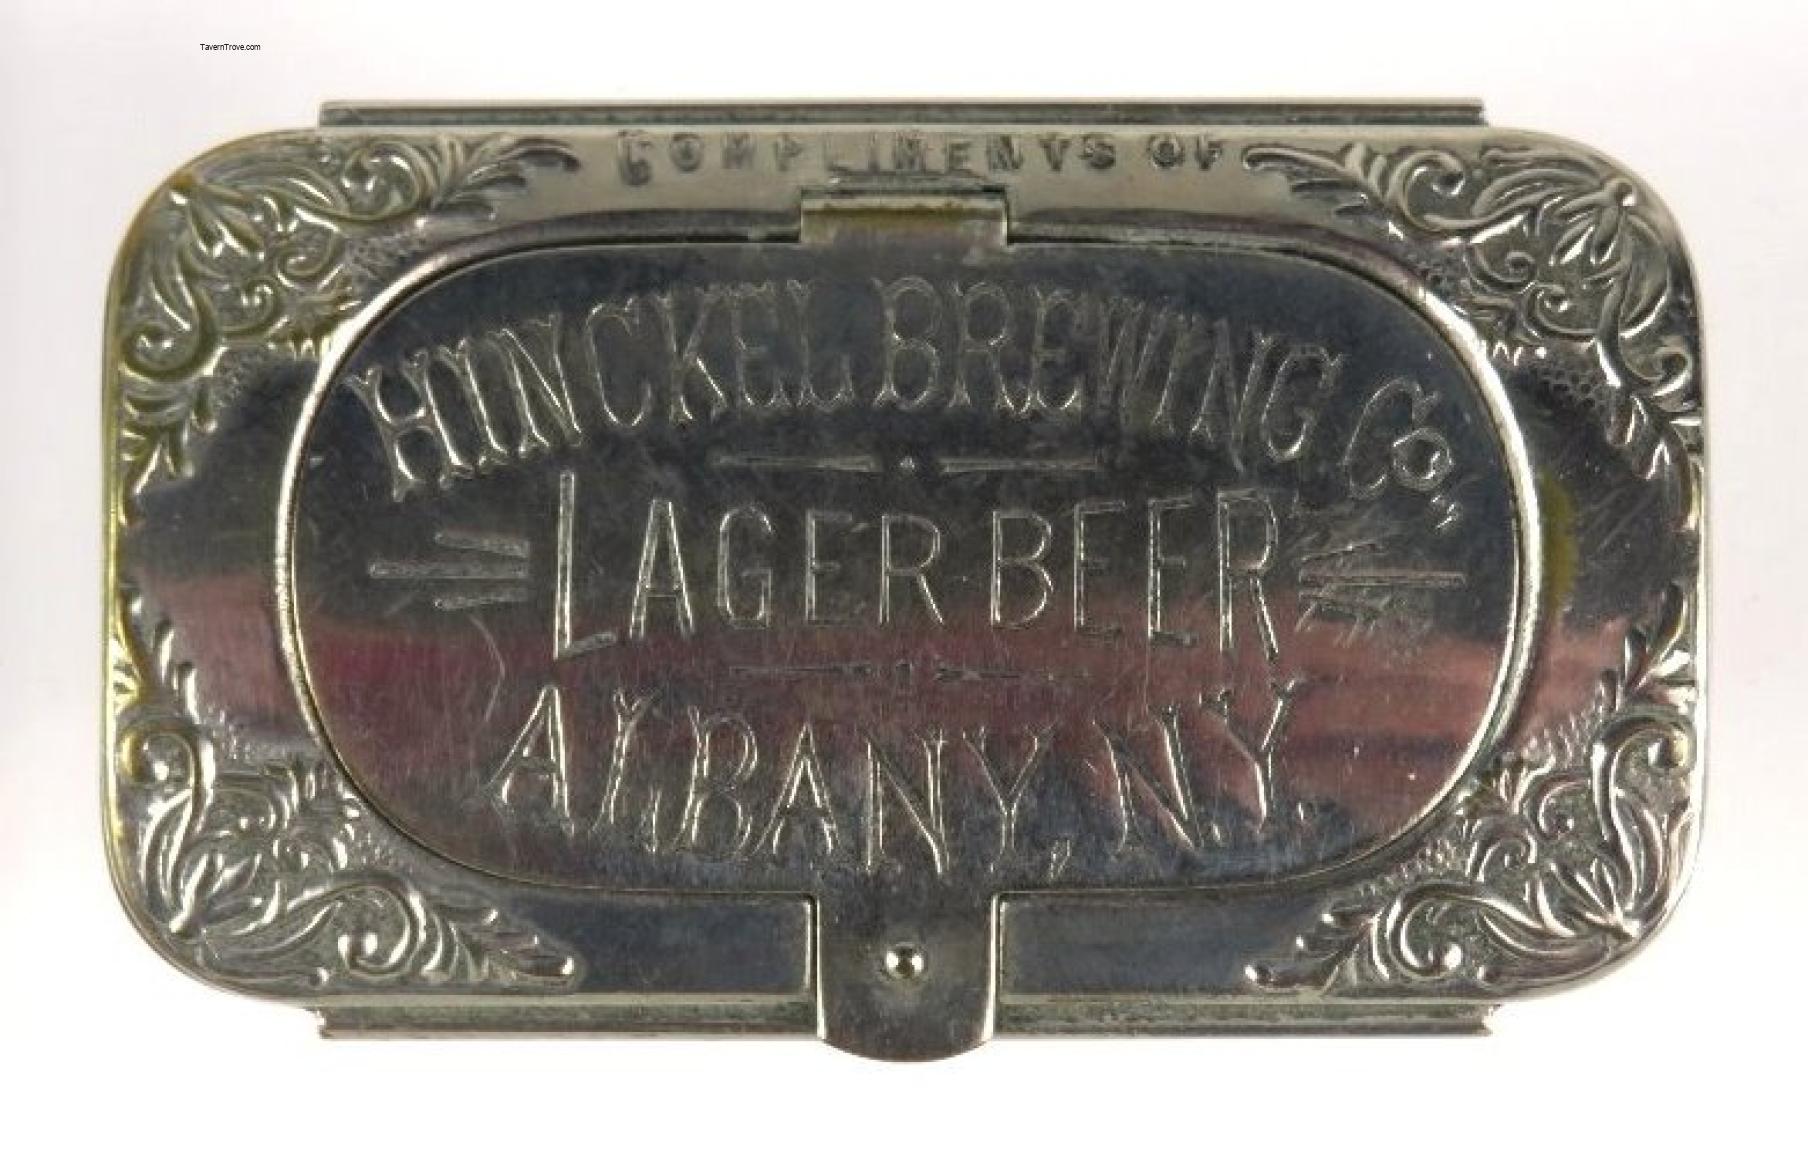 TavernTrove.com
COMPLIMENTS OF
HINCKEL BREWING CO.,
LAGER BEER
ALBANY, N.Y.